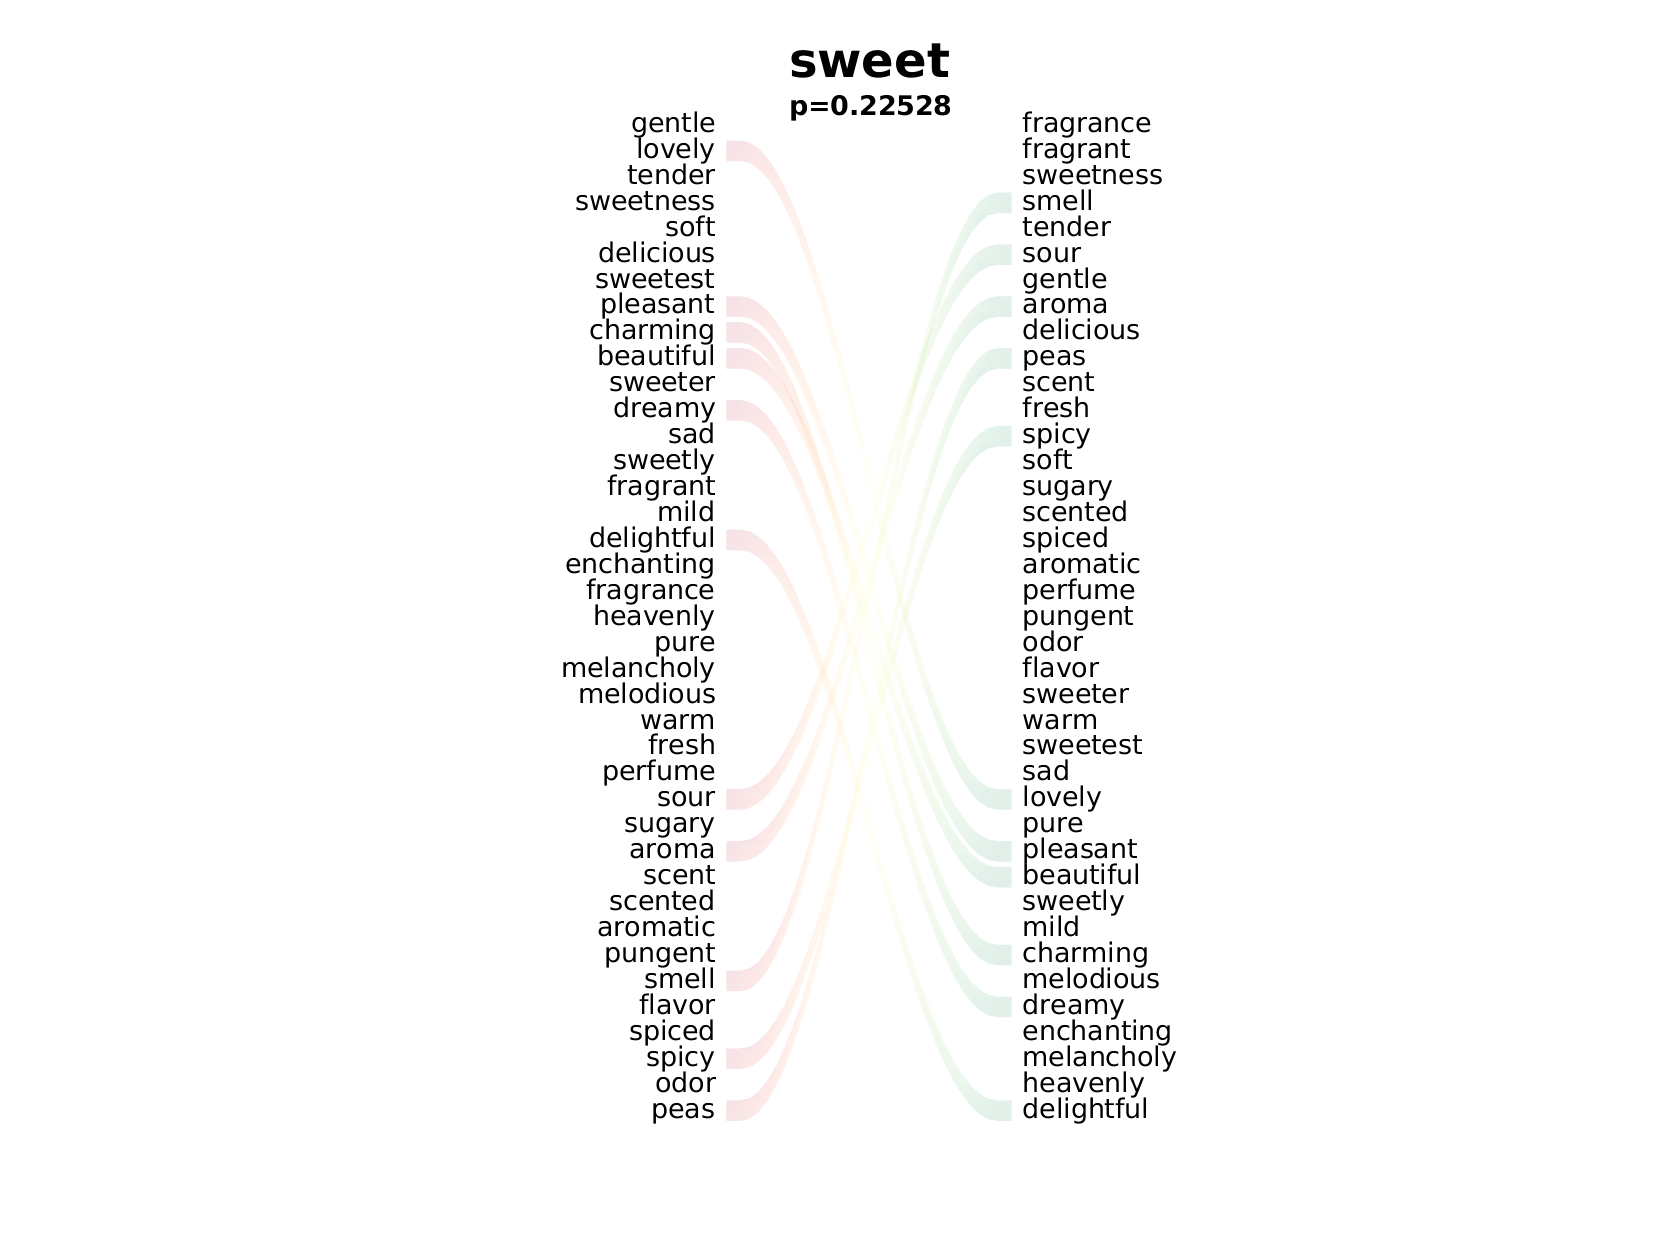 sweet
p=0.22528
gentle fragrance
lovely fragrant
tender sweetness
sweetness smell
soft tender
delicious sour
sweetest gentle
pleasant aroma
charming delicious
beautiful peas
sweeter scent
dreamy fresh
sad spicy
sweetly soft
fragrant sugary
mild scented
delightful spiced
enchanting aromatic
fragrance perfume
heavenly pungent
pure odor
melancholy flavor
melodious sweeter
warm warm
fresh sweetest
perfume sad
sour lovely
sugary pure
aroma pleasant
scent beautiful
scented sweetly
aromatic mild
pungent charming
smell melodious
flavor dreamy
spiced enchanting
spicy melancholy
odor heavenly
peas delightful